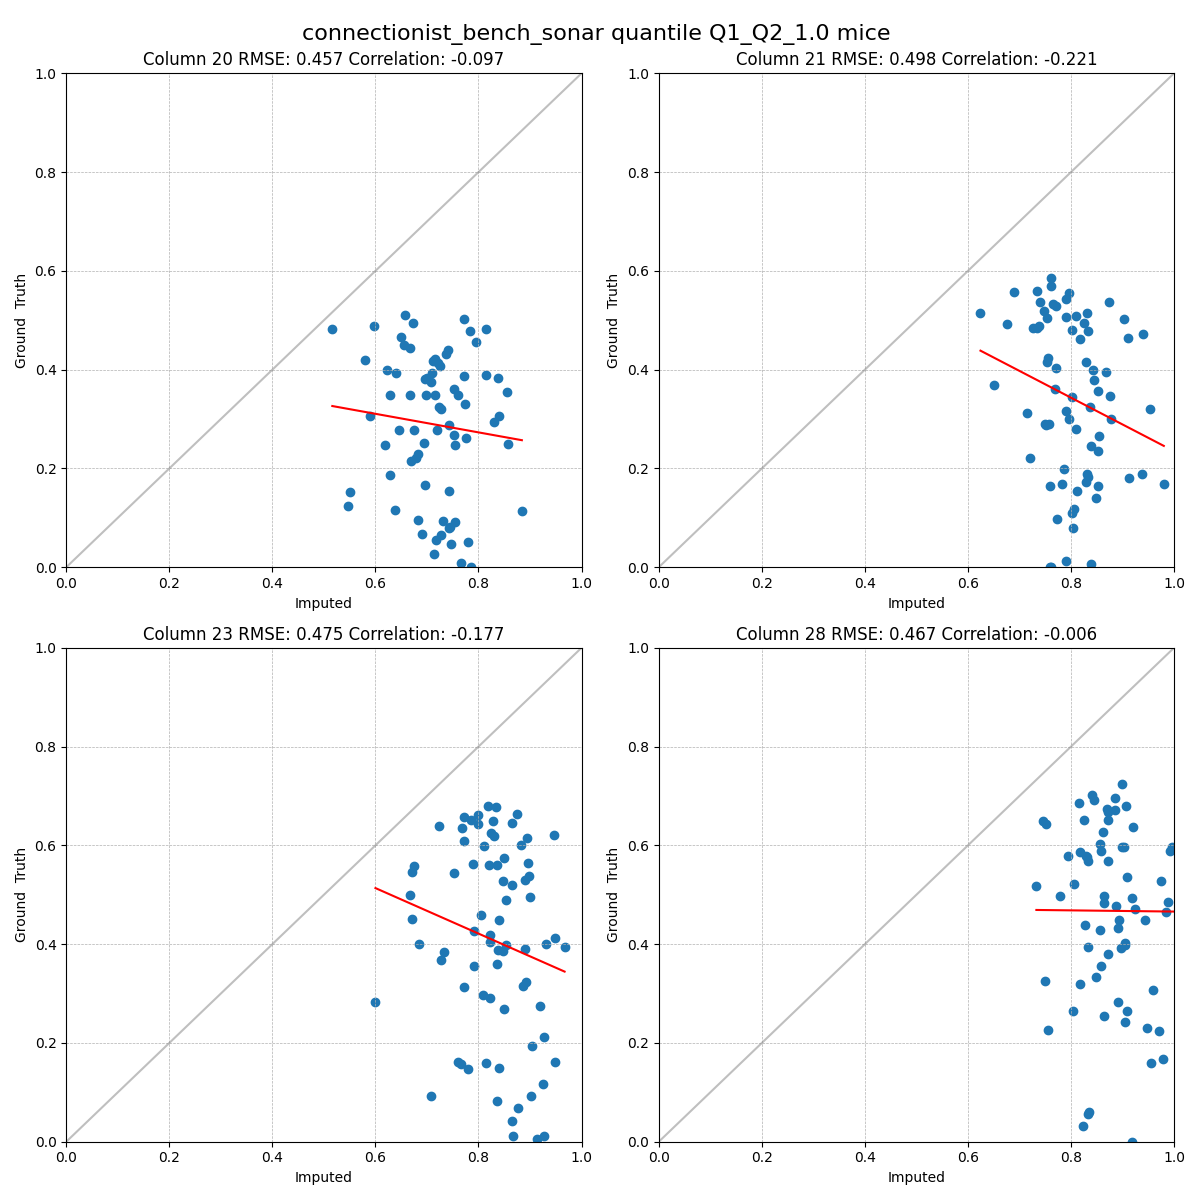 connectionist_bench_sonar quantile Q1_Q2_1.0 mice
Column 20 RMSE: 0.457 Correlation: -0.097
1.0
0.8
0.6
0.4
0.2
0.0
Ground Truth
0.0 0.2 0.4 0.6 0.8 1.0
Imputed
Column 21 RMSE: 0.498 Correlation: -0.221
1.0
0.8
0.6
0.4
0.2
0.0
Ground Truth
0.0 0.2 0.4 0.6 0.8 1.0
Imputed
Column 23 RMSE: 0.475 Correlation: -0.177
1.0
0.8
0.6
0.4
0.2
0.0
Ground Truth
0.0 0.2 0.4 0.6 0.8 1.0
Imputed
Column 28 RMSE: 0.467 Correlation: -0.006
1.0
0.8
0.6
0.4
0.2
0.0
Ground Truth
0.0 0.2 0.4 0.6 0.8 1.0
Imputed